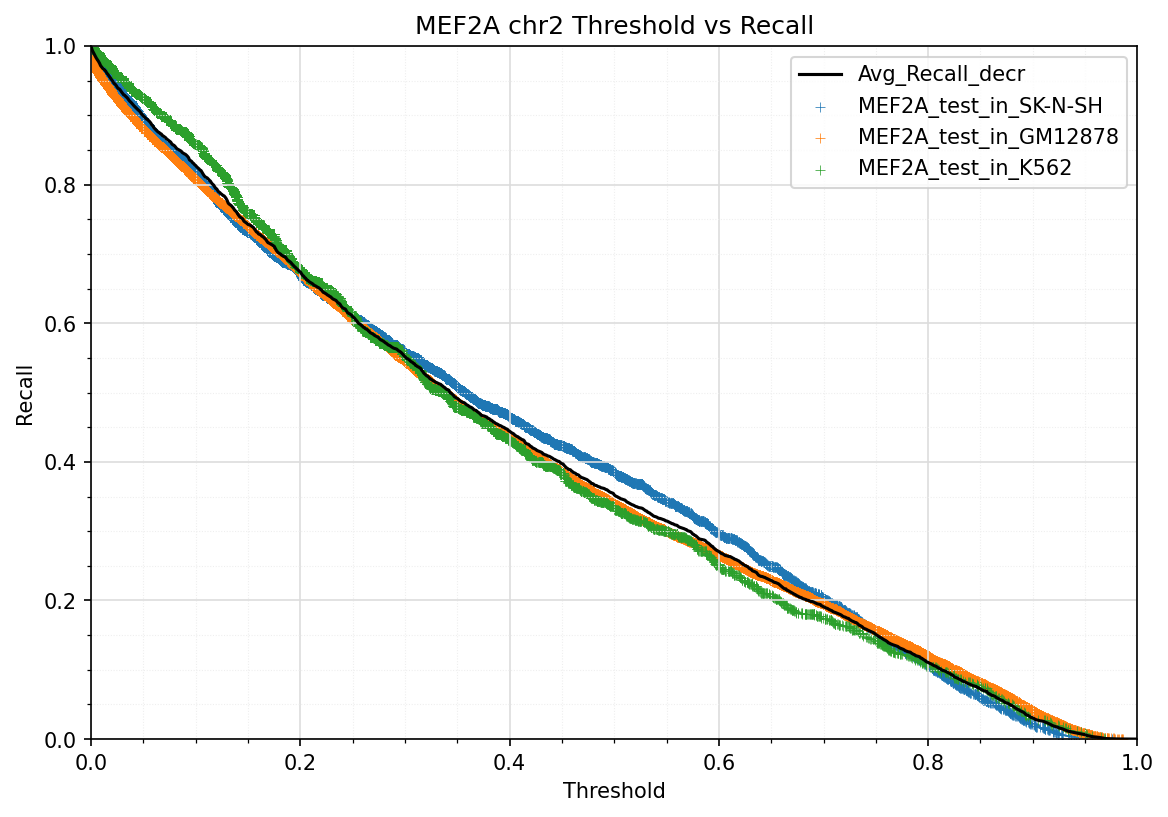 MEF2A chr2 Threshold vs Recall
Avg_Recall_decr
MEF2A_test_in_SK-N-SH
MEF2A_test_in_GM12878
MEF2A_test_in_K562
1.0
0.8
0.6
0.4
0.2
0.0
Recall
0.0 0.2 0.4 0.6 0.8 1.0
Threshold